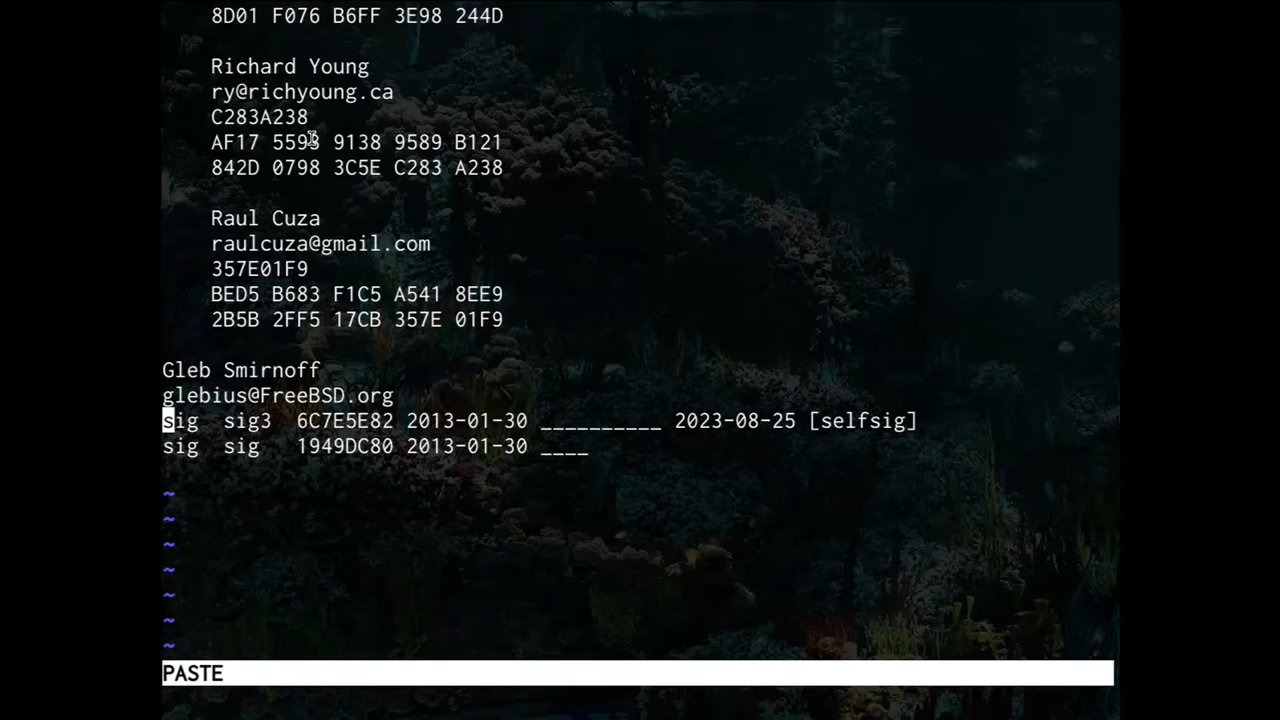 8D01 F076 B6FF 3E98 244D
Richard Young
ry@richyoung.ca
C283A238
AF17 5593 9138 9589 B121
842D 0798 3C5E C283 A238
Raul Cuza
raulcuza@gmail.com
357E01F9
BED5 B683 F1C5 A541 8EE9
2B5B 2FF5 17CB 357E 01F9
Gleb Smirnoff
glebius@FreeBSD.org
sig  sig3  6C7E5E82 2013-01-30 __________ 2023-08-25 [selfsig]
sig  sig   1949DC80 2013-01-30 ____
~
~
~
~
~
~
~
PASTE